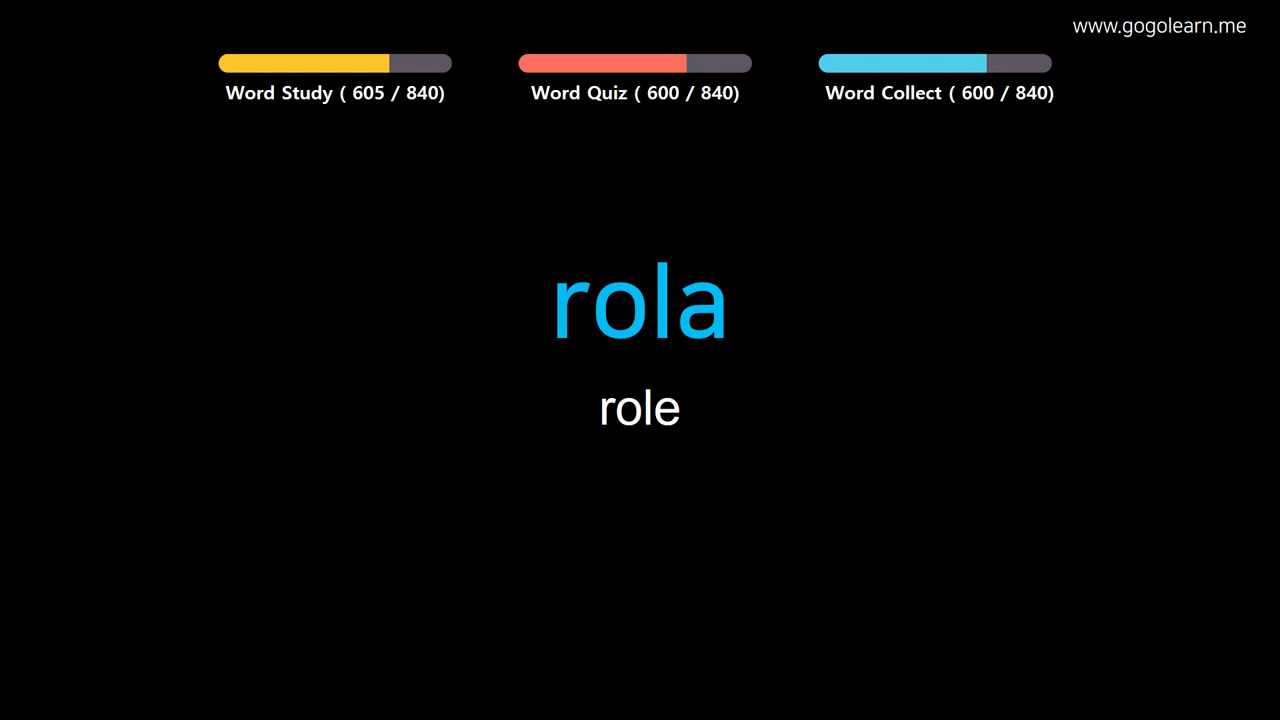 www.gogolearn.me
Word Study ( 605 / 840)
Word Quiz ( 600 / 840)
Word Collect ( 600 / 840)
rola
role